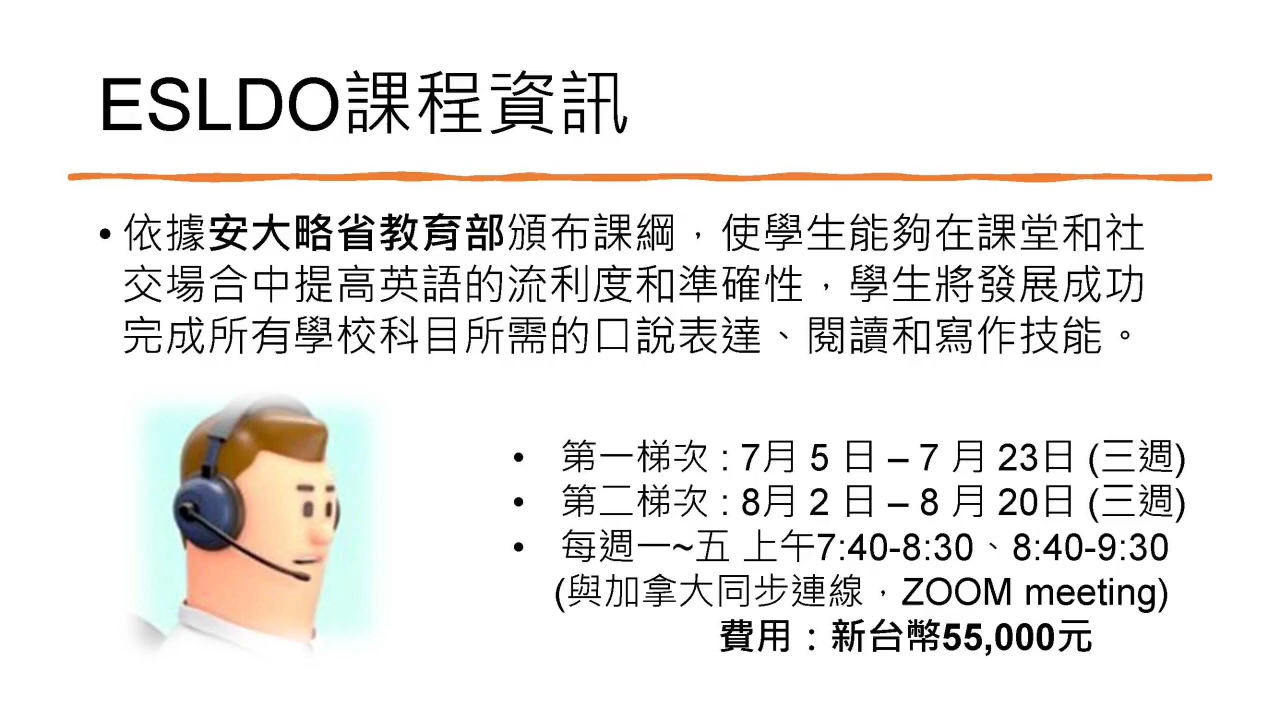 ESLDO課程資訊
• 依據安大略省教育部頒布課綱，使學生能夠在課堂和社
交場合中提高英語的流利度和準確性，學生將發展成功
完成所有學校科目所需的口說表達、閱讀和寫作技能。
• 第一梯次 : 7月 5 日 – 7 月 23日 (三週)
• 第二梯次 : 8月 2 日 – 8 月 20日 (三週)
• 每週一~五 上午7:40-8:30、8:40-9:30
(與加拿大同步連線，ZOOM meeting)
費用：新台幣55,000元